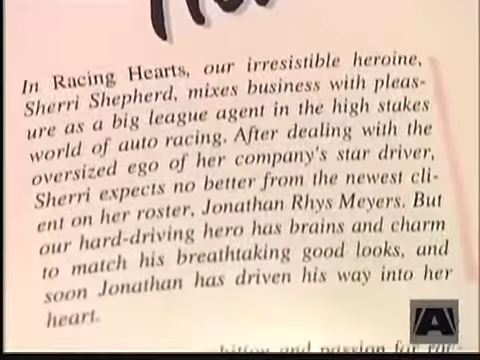 In Racing Hearts, our irresistible heroine,
Sherri Shepherd, mixes business with pleas-
ure as a big league agent in the high stakes
world of auto racing. After dealing with the
oversized ego of her company's star driver,
Sherri expects no better from the newest cli-
ent on her roster, Jonathan Rhys Meyers. But
our hard-driving hero has brains and charm
to match his breathtaking good looks, and
soon Jonathan has driven his way into her
heart.
and passion for
A